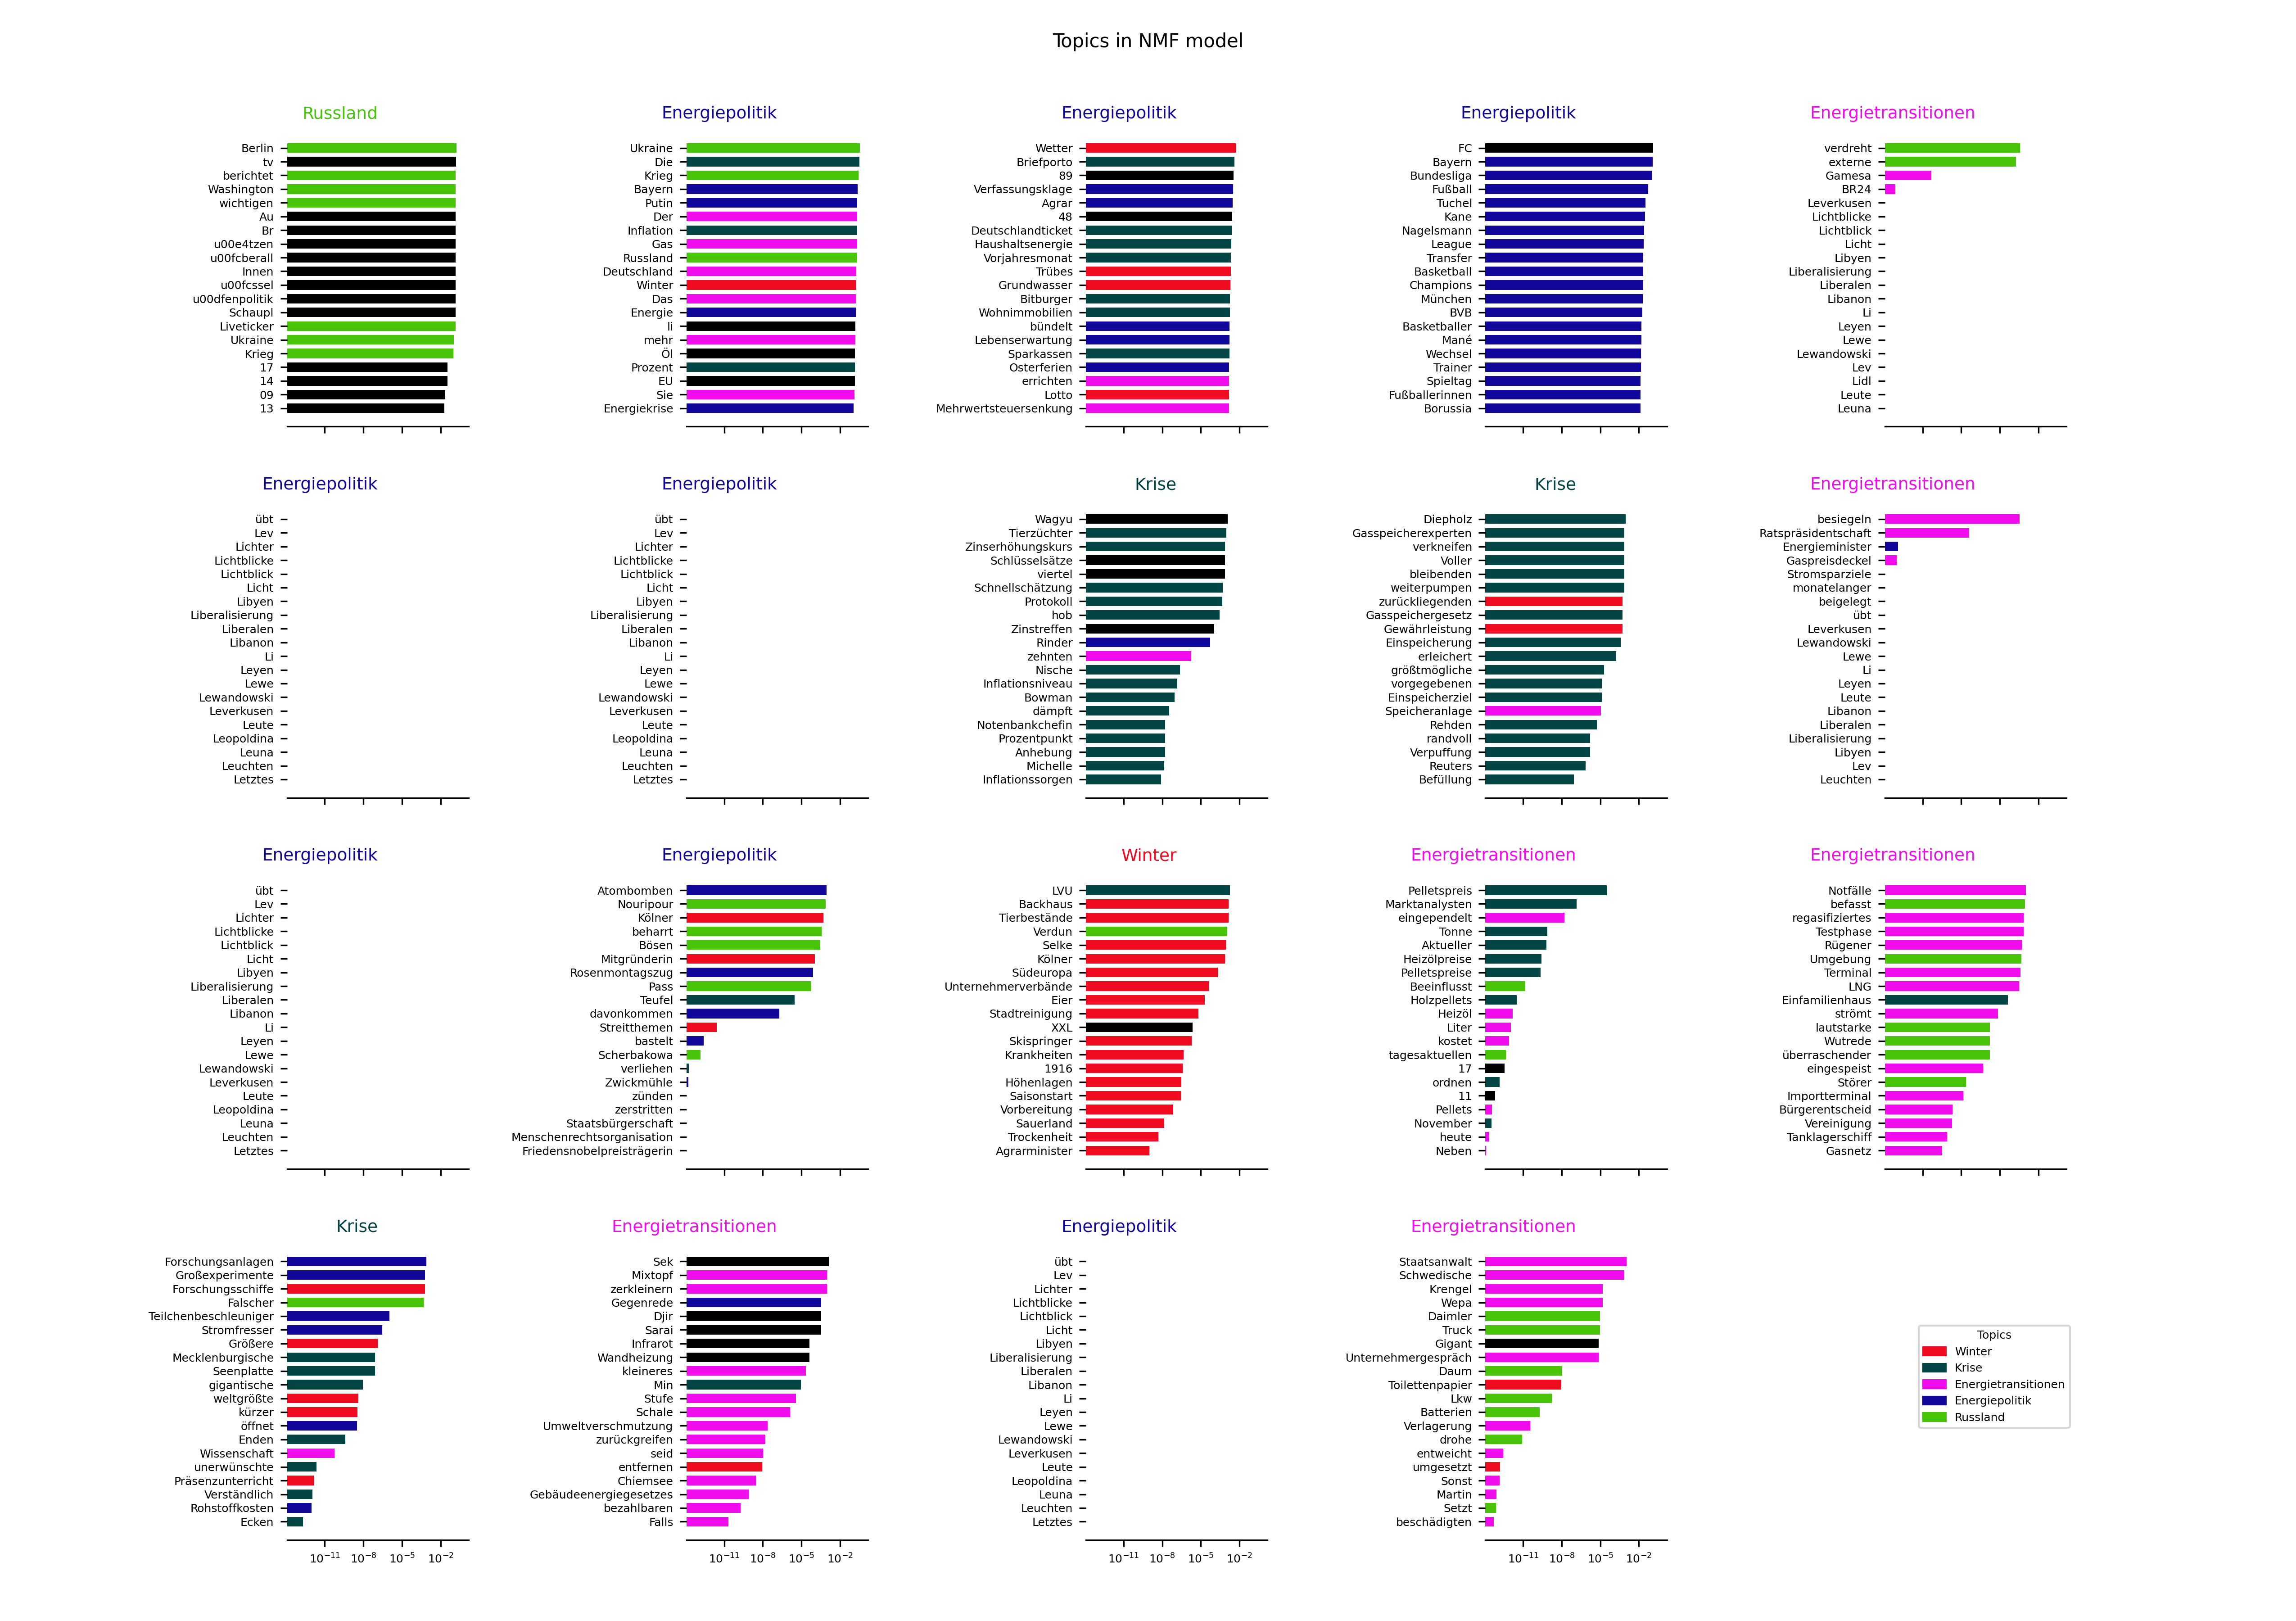 Topics in NMF model
Russland
Berlin
tv
berichtet
Washington
wichtigen
Au
Br
u00e4tzen
u00fcberall
Innen
u00fcssel
u00dfenpolitik
Schaupl
Liveticker
Ukraine
Krieg
17
14
09
13
Energiepolitik
Ukraine
Die
Krieg
Bayern
Putin
Der
Inflation
Gas
Russland
Deutschland
Winter
Das
Energie
li
mehr
Öl
Prozent
EU
Sie
Energiekrise
Energiepolitik
Wetter
Briefporto
89
Verfassungsklage
Agrar
48
Deutschlandticket
Haushaltsenergie
Vorjahresmonat
Trübes
Grundwasser
Bitburger
Wohnimmobilien
bündelt
Lebenserwartung
Sparkassen
Osterferien
errichten
Lotto
Mehrwertsteuersenkung
Energiepolitik
FC
Bayern
Bundesliga
Fußball
Tuchel
Kane
Nagelsmann
League
Transfer
Basketball
Champions
München
BVB
Basketballer
Mané
Wechsel
Trainer
Spieltag
Fußballerinnen
Borussia
Energietransitionen
verdreht
externe
Gamesa
BR24
Leverkusen
Lichtblicke
Lichtblick
Licht
Libyen
Liberalisierung
Liberalen
Libanon
Li
Leyen
Lewe
Lewandowski
Lev
Lidl
Leute
Leuna
Energiepolitik
übt
Lev
Lichter
Lichtblicke
Lichtblick
Licht
Libyen
Liberalisierung
Liberalen
Libanon
Li
Leyen
Lewe
Lewandowski
Leverkusen
Leute
Leopoldina
Leuna
Leuchten
Letztes
Energiepolitik
übt
Lev
Lichter
Lichtblicke
Lichtblick
Licht
Libyen
Liberalisierung
Liberalen
Libanon
Li
Leyen
Lewe
Lewandowski
Leverkusen
Leute
Leopoldina
Leuna
Leuchten
Letztes
Krise
Wagyu
Tierzüchter
Zinserhöhungskurs
Schlüsselsätze
viertel
Schnellschätzung
Protokoll
hob
Zinstreffen
Rinder
zehnten
Nische
Inflationsniveau
Bowman
dämpft
Notenbankchefin
Prozentpunkt
Anhebung
Michelle
Inflationssorgen
Krise
Diepholz
Gasspeicherexperten
verkneifen
Voller
bleibenden
weiterpumpen
zurückliegenden
Gasspeichergesetz
Gewährleistung
Einspeicherung
erleichert
größtmögliche
vorgegebenen
Einspeicherziel
Speicheranlage
Rehden
randvoll
Verpuffung
Reuters
Befüllung
Energietransitionen
besiegeln
Ratspräsidentschaft
Energieminister
Gaspreisdeckel
Stromsparziele
monatelanger
beigelegt
übt
Leverkusen
Lewandowski
Lewe
Li
Leyen
Leute
Libanon
Liberalen
Liberalisierung
Libyen
Lev
Leuchten
Energiepolitik
übt
Lev
Lichter
Lichtblicke
Lichtblick
Licht
Libyen
Liberalisierung
Liberalen
Libanon
Li
Leyen
Lewe
Lewandowski
Leverkusen
Leute
Leopoldina
Leuna
Leuchten
Letztes
Energiepolitik
Atombomben
Nouripour
Kölner
beharrt
Bösen
Mitgründerin
Rosenmontagszug
Pass
Teufel
davonkommen
Streitthemen
bastelt
Scherbakowa
verliehen
Zwickmühle
zünden
zerstritten
Staatsbürgerschaft
Menschenrechtsorganisation
Friedensnobelpreisträgerin
Winter
LVU
Backhaus
Tierbestände
Verdun
Selke
Kölner
Südeuropa
Unternehmerverbände
Eier
Stadtreinigung
XXL
Skispringer
Krankheiten
1916
Höhenlagen
Saisonstart
Vorbereitung
Sauerland
Trockenheit
Agrarminister
Energietransitionen
Pelletspreis
Marktanalysten
eingependelt
Tonne
Aktueller
Heizölpreise
Pelletspreise
Beeinflusst
Holzpellets
Heizöl
Liter
kostet
tagesaktuellen
17
ordnen
11
Pellets
November
heute
Neben
Energietransitionen
Notfälle
befasst
regasifiziertes
Testphase
Rügener
Umgebung
Terminal
LNG
Einfamilienhaus
strömt
lautstarke
Wutrede
überraschender
eingespeist
Störer
Importterminal
Bürgerentscheid
Vereinigung
Tanklagerschiff
Gasnetz
Krise
Forschungsanlagen
Großexperimente
Forschungsschiffe
Falscher
Teilchenbeschleuniger
Stromfresser
Größere
Mecklenburgische
Seenplatte
gigantische
weltgrößte
kürzer
öffnet
Enden
Wissenschaft
unerwünschte
Präsenzunterricht
Verständlich
Rohstoffkosten
Ecken
10⁻¹¹ 10⁻⁸ 10⁻⁵ 10⁻²
Energietransitionen
Sek
Mixtopf
zerkleinern
Gegenrede
Djir
Sarai
Infrarot
Wandheizung
kleineres
Min
Stufe
Schale
Umweltverschmutzung
zurückgreifen
seid
entfernen
Chiemsee
Gebäudeenergiegesetzes
bezahlbaren
Falls
10⁻¹¹ 10⁻⁸ 10⁻⁵ 10⁻²
Energiepolitik
übt
Lev
Lichter
Lichtblicke
Lichtblick
Licht
Libyen
Liberalisierung
Liberalen
Libanon
Li
Leyen
Lewe
Lewandowski
Leverkusen
Leute
Leopoldina
Leuna
Leuchten
Letztes
10⁻¹¹ 10⁻⁸ 10⁻⁵ 10⁻²
Energietransitionen
Staatsanwalt
Schwedische
Krengel
Wepa
Daimler
Truck
Gigant
Unternehmergespräch
Daum
Toilettenpapier
Lkw
Batterien
Verlagerung
drohe
entweicht
umgesetzt
Sonst
Martin
Setzt
beschädigten
10⁻¹¹ 10⁻⁸ 10⁻⁵ 10⁻²
Topics
Winter
Krise
Energietransitionen
Energiepolitik
Russland